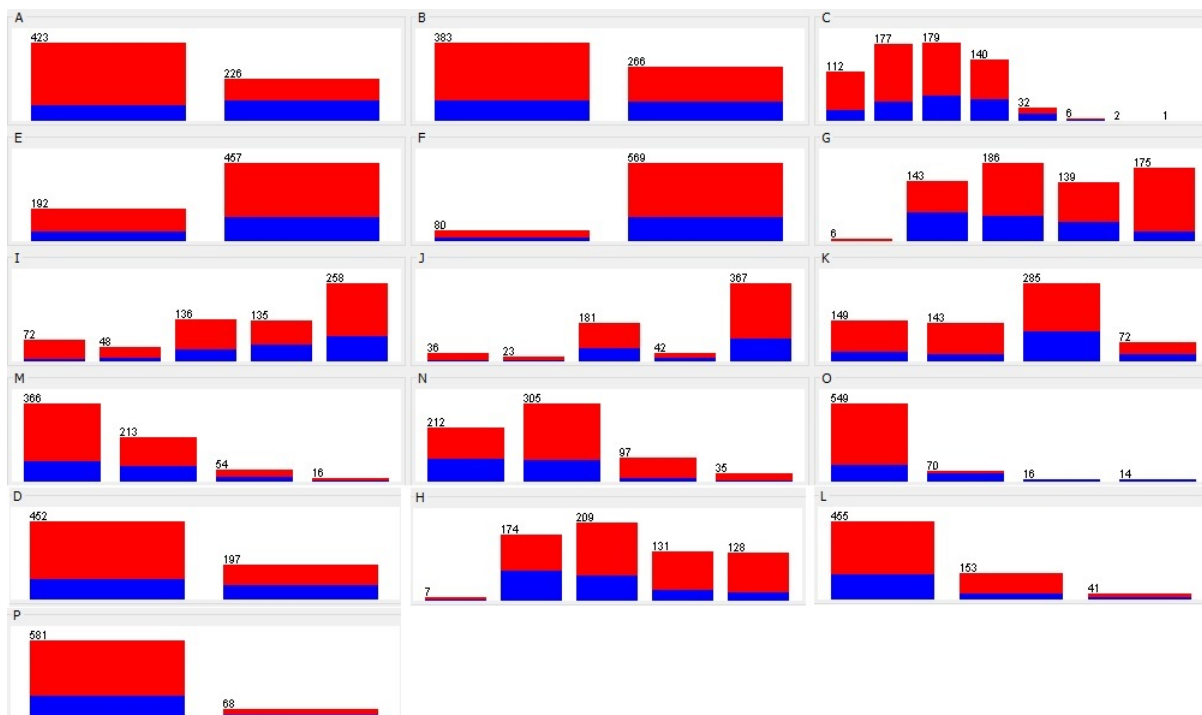 A B C
423 226
383 266
112 177 179 140 32 6 2 1
E F G
192 457
80 569
6 143 186 139 175
I J K
72 48 136 135 258
36 23 181 42 367
149 143 285 72
M N O
366 213 54 16
212 305 97 35
549 70 16 14
D H L
452 197
7 174 209 131 128
455 153 41
P
581 68